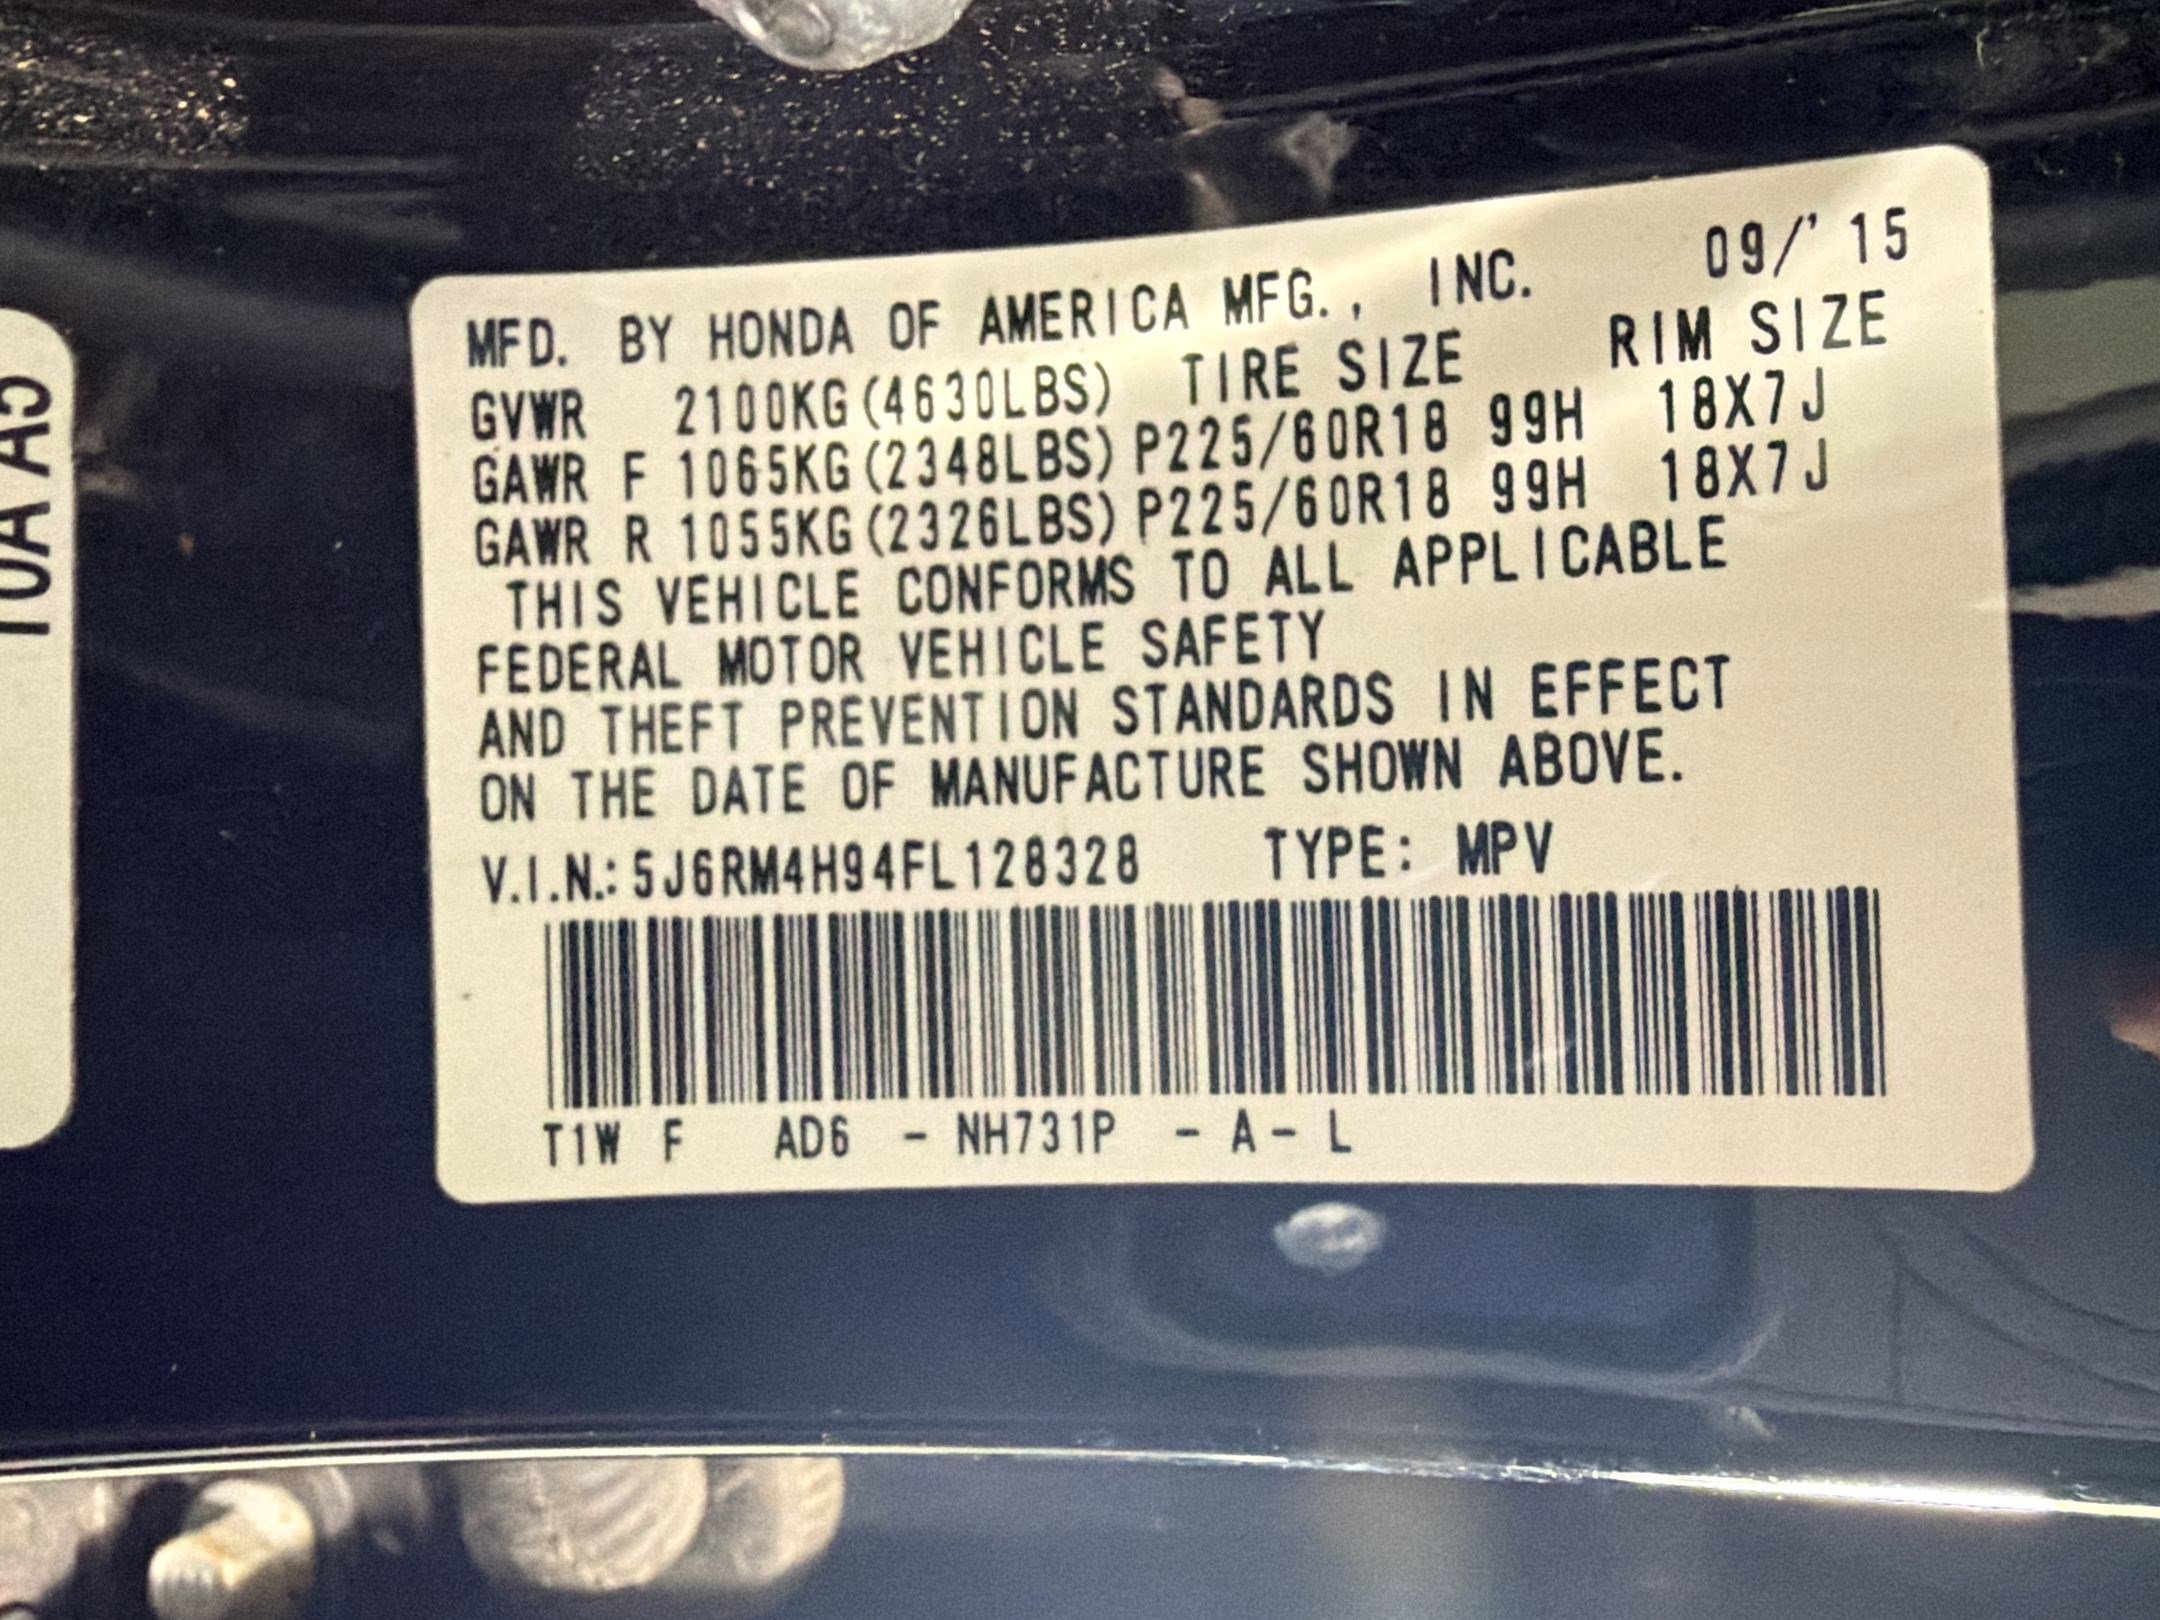 MFD. BY HONDA OF AMERICA MFG., INC. 09/'15
GVWR 2100KG(4630LBS) TIRE SIZE RIM SIZE
GAWR F 1065KG(2348LBS) P225/60R18 99H 18X7J
GAWR R 1055KG(2326LBS) P225/60R18 99H 18X7J
THIS VEHICLE CONFORMS TO ALL APPLICABLE
FEDERAL MOTOR VEHICLE SAFETY
AND THEFT PREVENTION STANDARDS IN EFFECT
ON THE DATE OF MANUFACTURE SHOWN ABOVE.
V.I.N.: 5J6RM4H94FL128328 TYPE: MPV
T1W F AD6 - NH731P - A - L
T0A A5